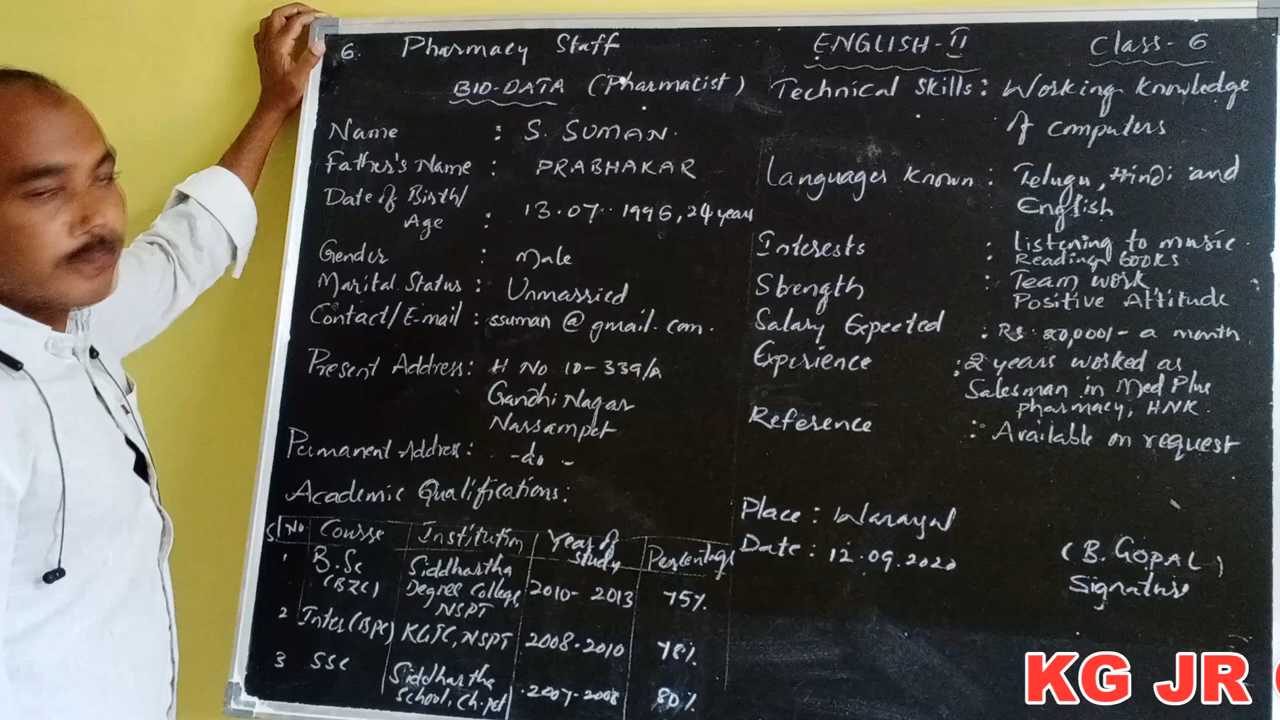 6. Pharmacy Staff ENGLISH-II Class-6
BIO-DATA (Pharmacist)
Name : S. SUMAN.
Father's Name : PRABHAKAR
Date of Birth/
Age : 13.07.1996, 24 years
Gender : Male
Marital Status : Unmarried
Contact/E-mail : ssuman@gmail.com.
Present Address: H No 10-339/A
Gandhi Nagar
Narsampet
Permanent Address: -do-
Academic Qualifications:
Sl No Course Institution Year of study Percentage
1 B.Sc (BZC) Siddhartha Degree College, NSPT 2010-2013 75%
2 Inter (BPC) KGJC, NSPT 2008-2010 78%
3 SSC Siddhartha School, Ch.pet 2007-2008 80%
Technical Skills: Working Knowledge
of computers
Languages Known : Telugu, Hindi and
English
Interests : Listening to music.
Reading books.
Strength : Team work
Positive Attitude
Salary Expected : Rs. 20,000/- a month
Experience : 2 years worked as
Salesman in Med Plus
pharmacy, HNK.
Reference : Available on request
Place : Warangal
Date : 12.09.2020
(B. GOPAL)
Signature
KG JR